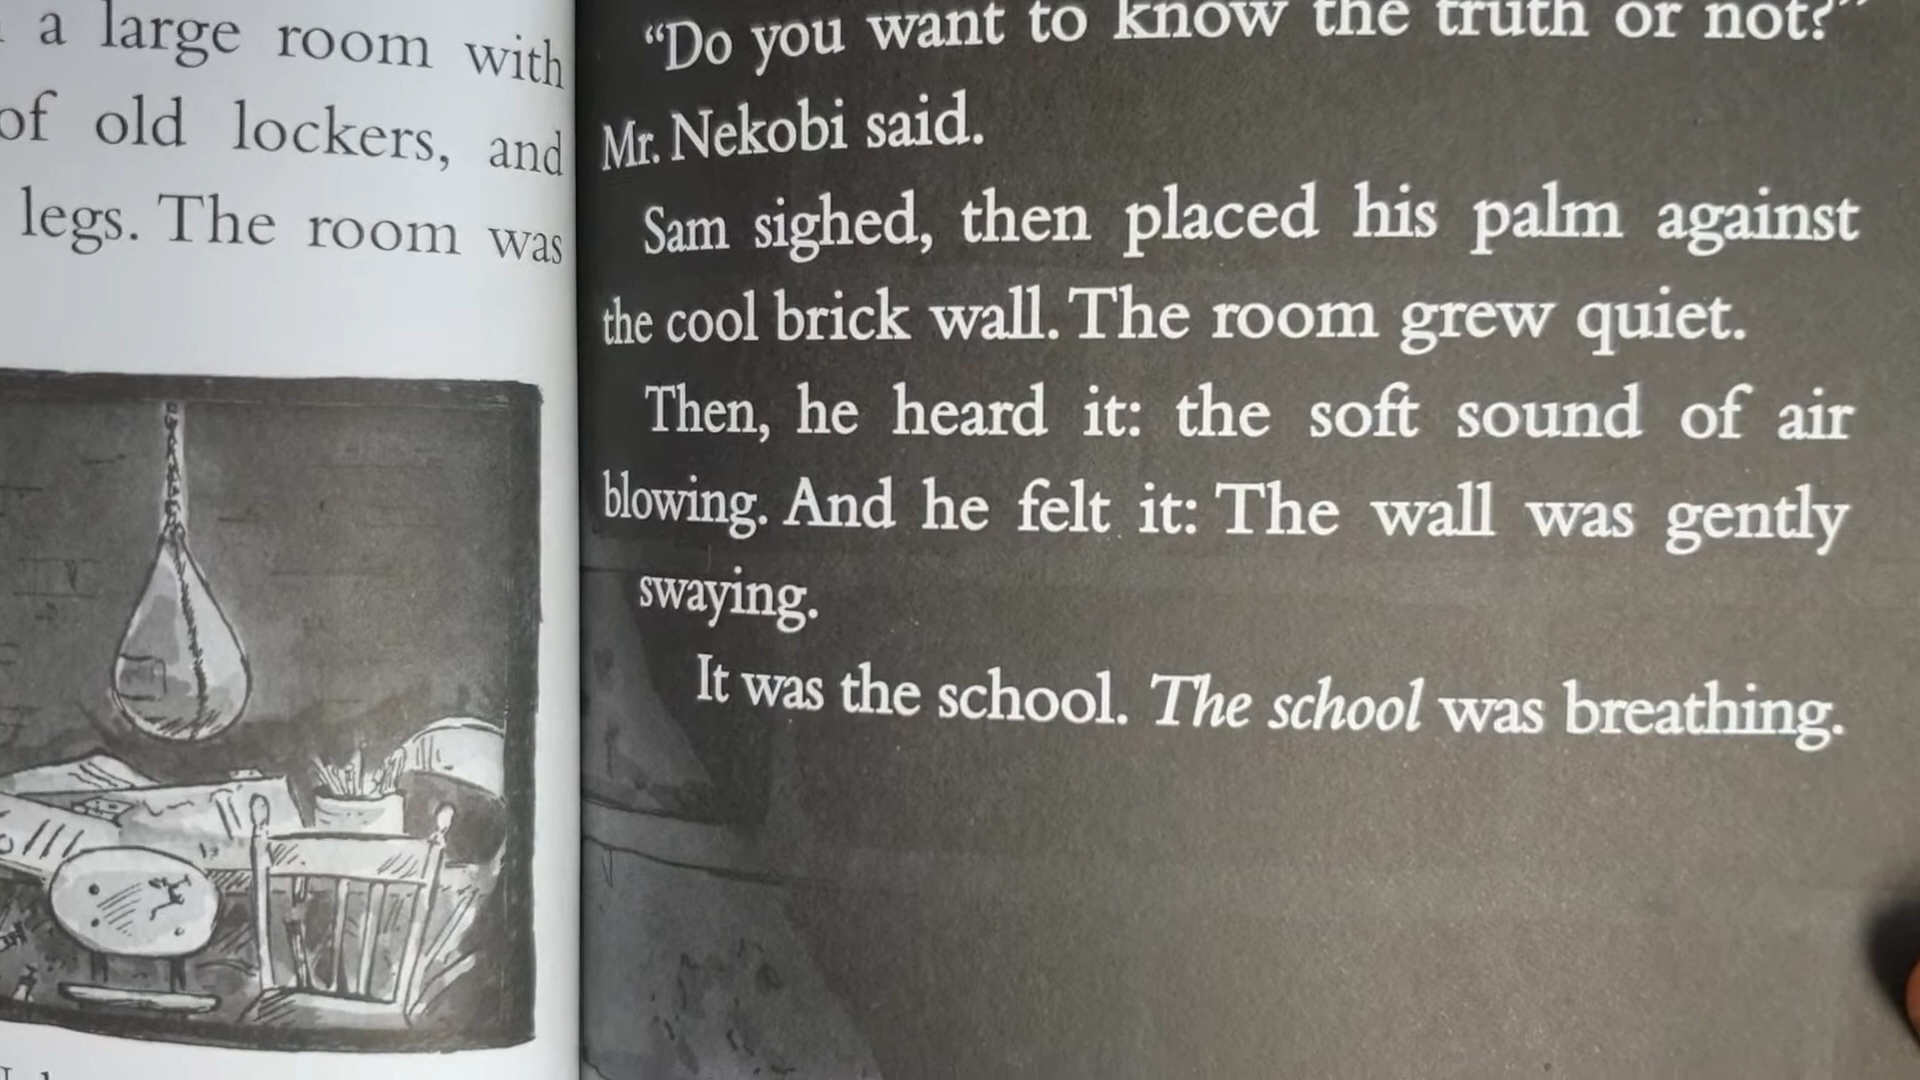 a large room with
of old lockers, and
legs. The room was
“Do you want to know the truth or not?”
Mr. Nekobi said.
Sam sighed, then placed his palm against
the cool brick wall. The room grew quiet.
Then, he heard it: the soft sound of air
blowing. And he felt it: The wall was gently
swaying.
It was the school. The school was breathing.